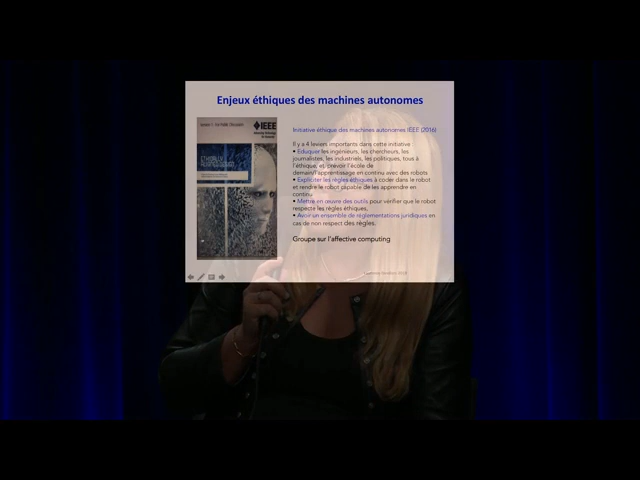 Enjeux éthiques des machines autonomes
IEEE
Initiative éthique des machines autonomes IEEE (2016)
Il y a 4 leviers importants dans cette initiative
• Eduquer les ingénieurs, les chercheurs, les
journalistes, les industriels, les politiques, tous à
l'éthique, et prévoir l'école de
demain/l'apprentissage en continu avec des robots
• Expliciter les règles éthiques à coder dans le robot
et rendre le robot capable de les apprendre en
continu
• Mettre en œuvre des outils pour vérifier que le robot
respecte les règles éthiques,
• Avoir un ensemble de réglementations juridiques en
cas de non respect des règles.
Groupe sur l'affective computing